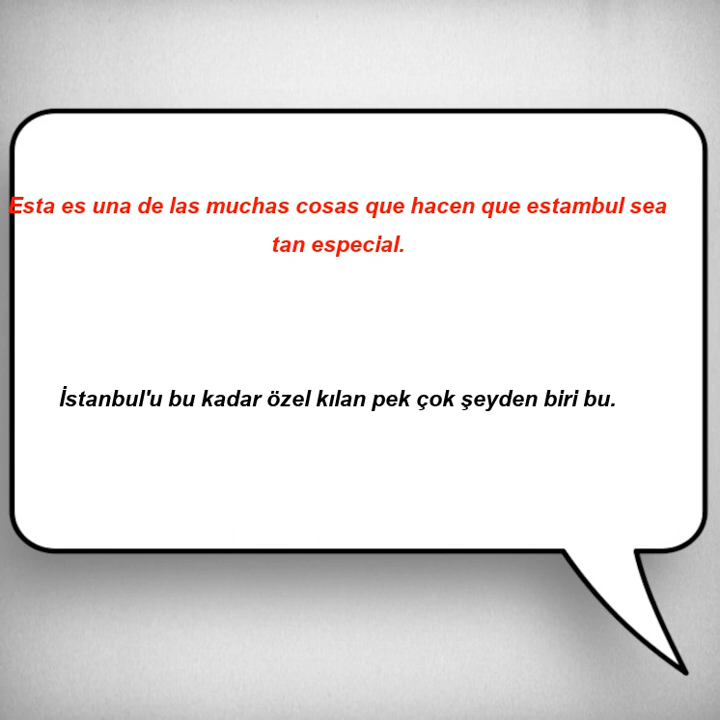 Esta es una de las muchas cosas que hacen que estambul sea
tan especial.
İstanbul'u bu kadar özel kılan pek çok şeyden biri bu.